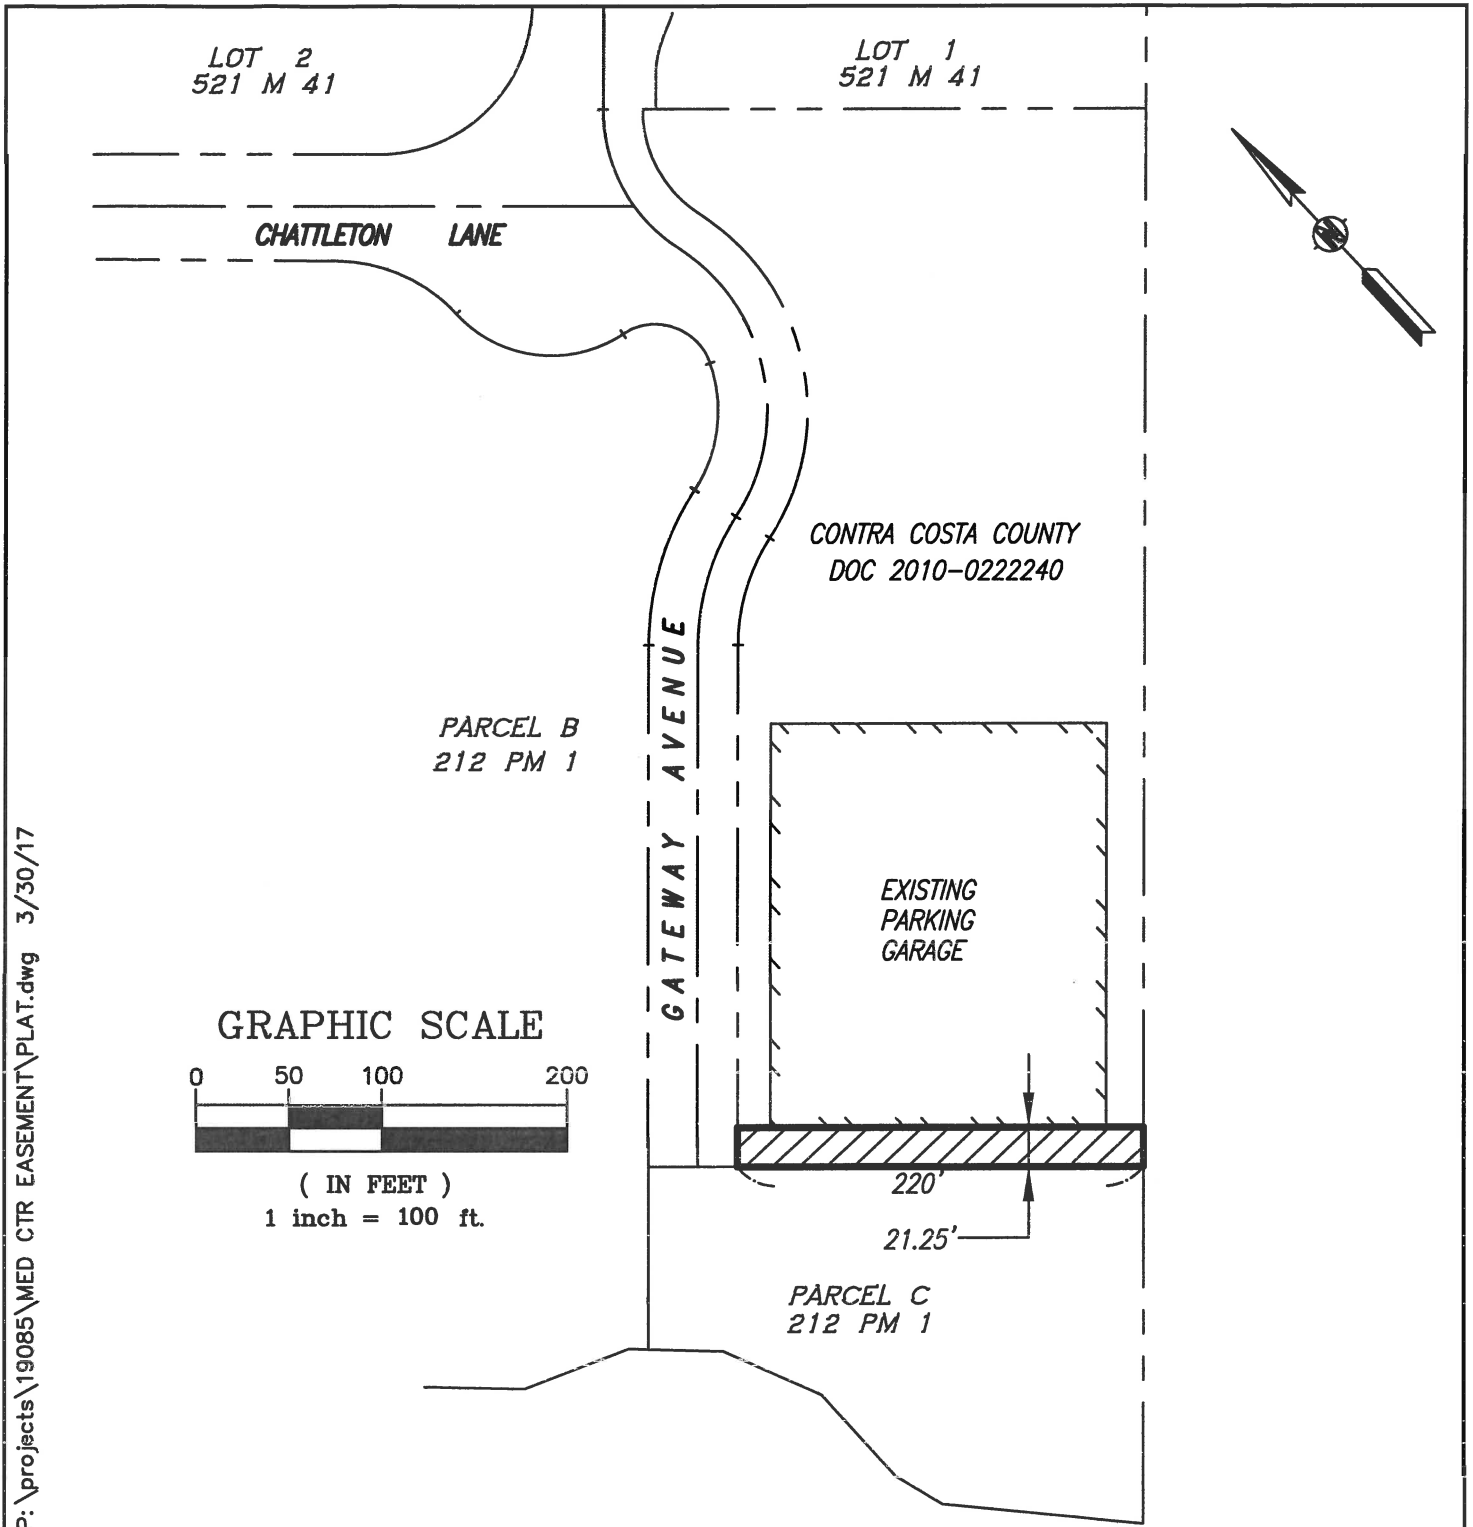 LOT 2
521 M 41
LOT 1
521 M 41
CHATTLETON LANE
CONTRA COSTA COUNTY
DOC 2010-0222240
PARCEL B
212 PM 1
GATEWAY AVENUE
EXISTING
PARKING
GARAGE
GRAPHIC SCALE
0 50 100 200
( IN FEET )
1 inch = 100 ft.
220'
21.25'
PARCEL C
212 PM 1
P:\projects\19085\MED CTR EASEMENT\PLAT.dwg 3/30/17